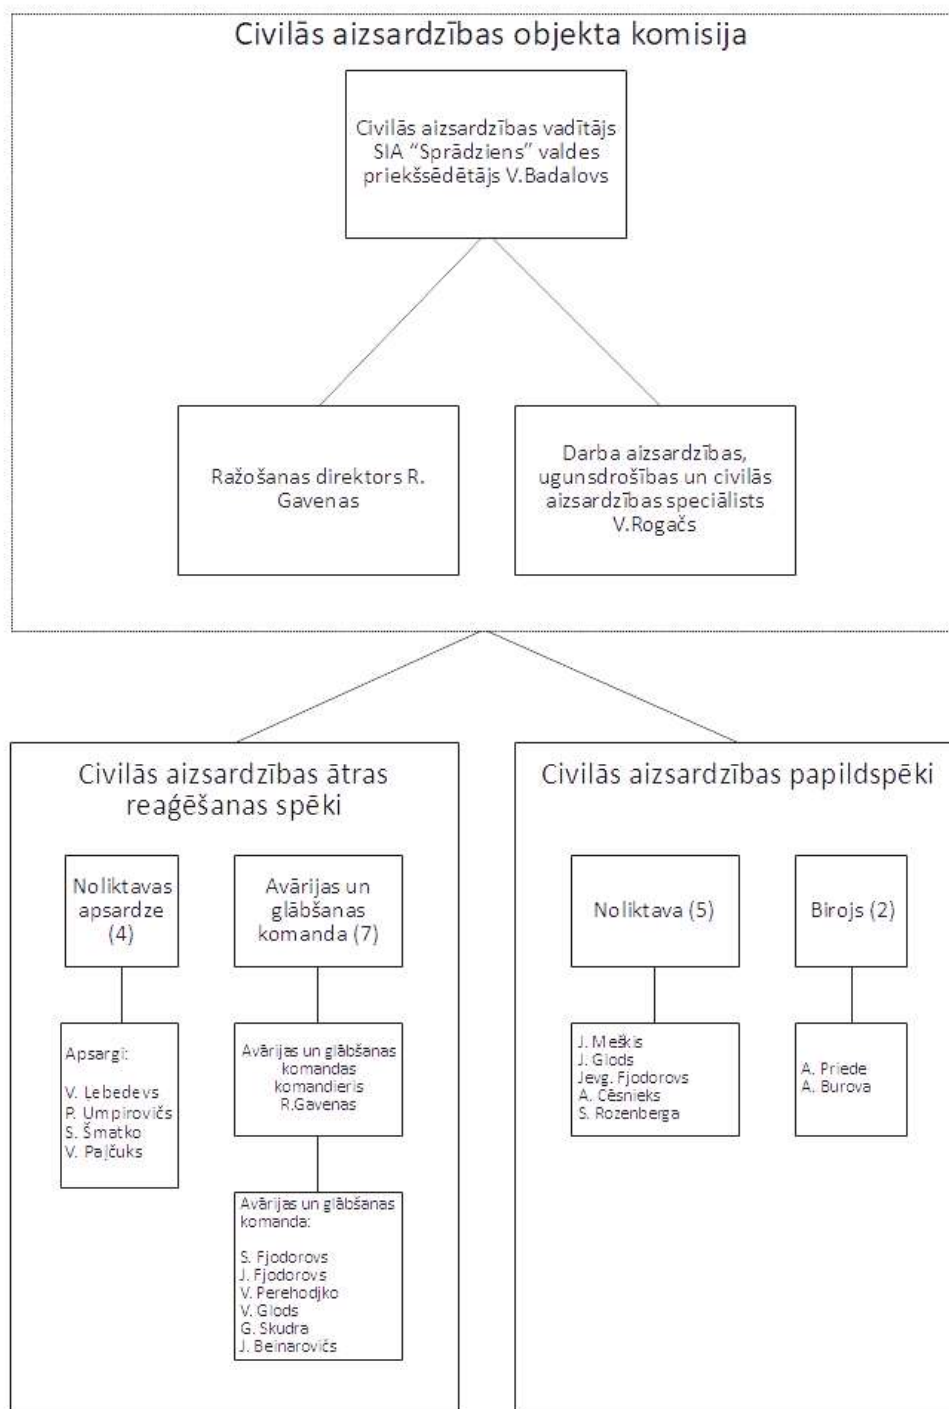 Civilās aizsardzības objekta komisija
Civilās aizsardzības vadītājs
SIA “Sprādziens” valdes
priekšsēdētājs V.Badalovs
Ražošanas direktors R.
Gavenas
Darba aizsardzības,
ugunsdrošības un civilās
aizsardzības speciālists
V.Rogačs
Civilās aizsardzības ātras
reaģēšanas spēki
Noliktavas
apsardze
(4)
Avārijas un
glābšanas
komanda (7)
Apsargi:
V. Lebedevs
P. Umpirovičs
S. Šmatko
V. Paļčuks
Avārijas un glābšanas
komandas
komandieris
R.Gavenas
Avārijas un glābšanas
komanda:
S. Fjodorovs
J. Fjodorovs
V. Perehodjko
V. Glods
G. Skudra
J. Beinarovičs
Civilās aizsardzības papildspēki
Noliktava (5)
Birojs (2)
J. Meškis
J. Glods
Jevg. Fjodorovs
A. Cēsnieks
S. Rozenberga
A. Priede
A. Burova